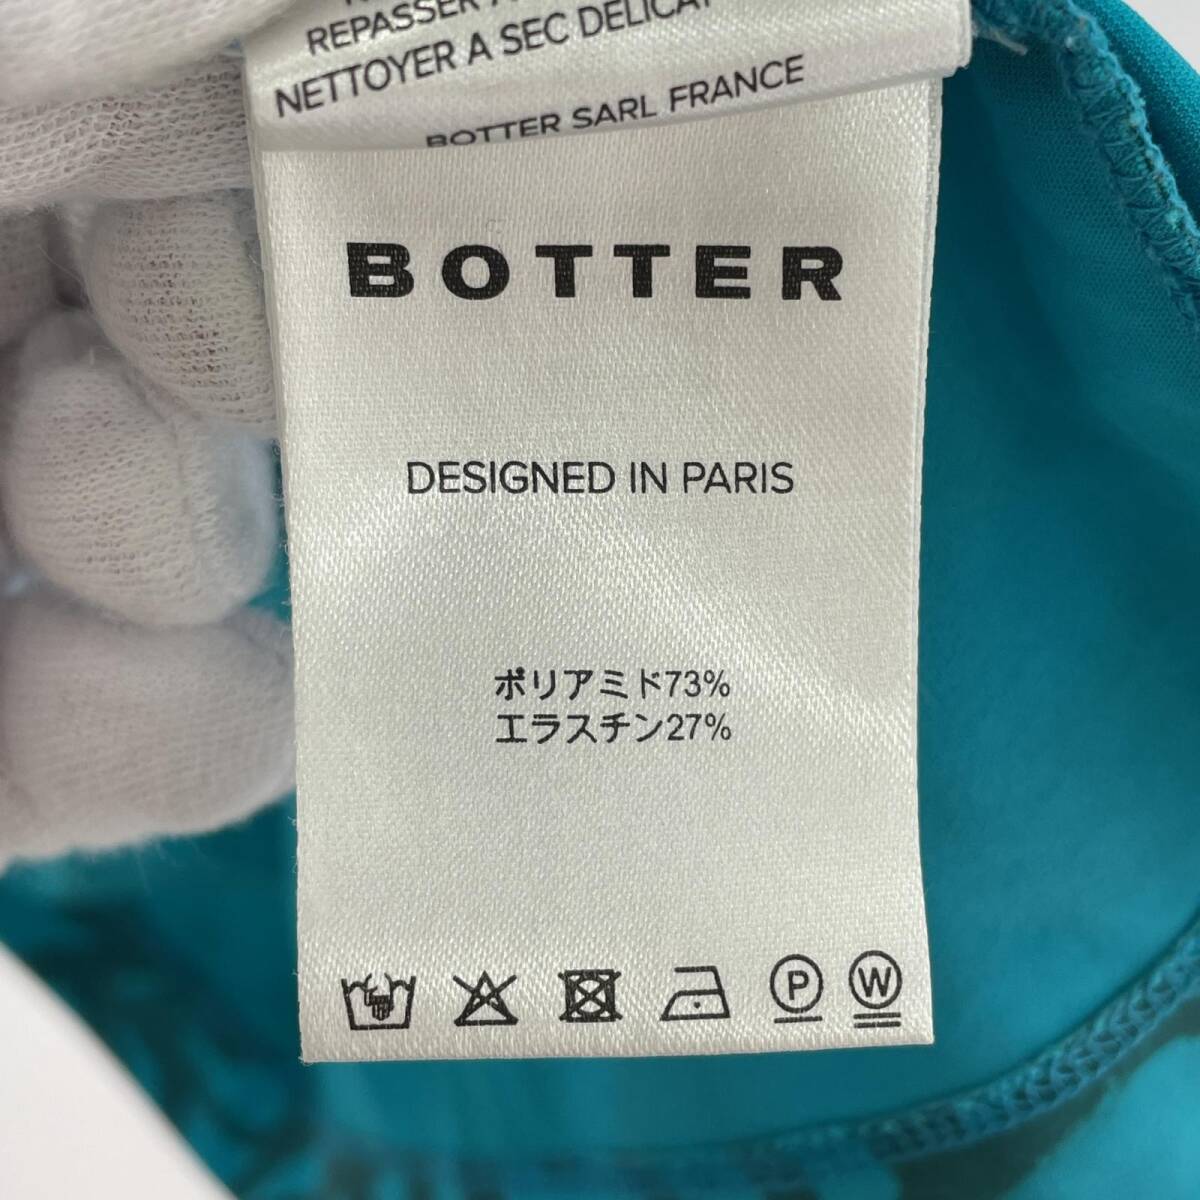 REPASSER
NETTOYER A SEC DELICAT
BOTTER SARL FRANCE
BOTTER
DESIGNED IN PARIS
ポリアミド73%
エラスチン27%
P W